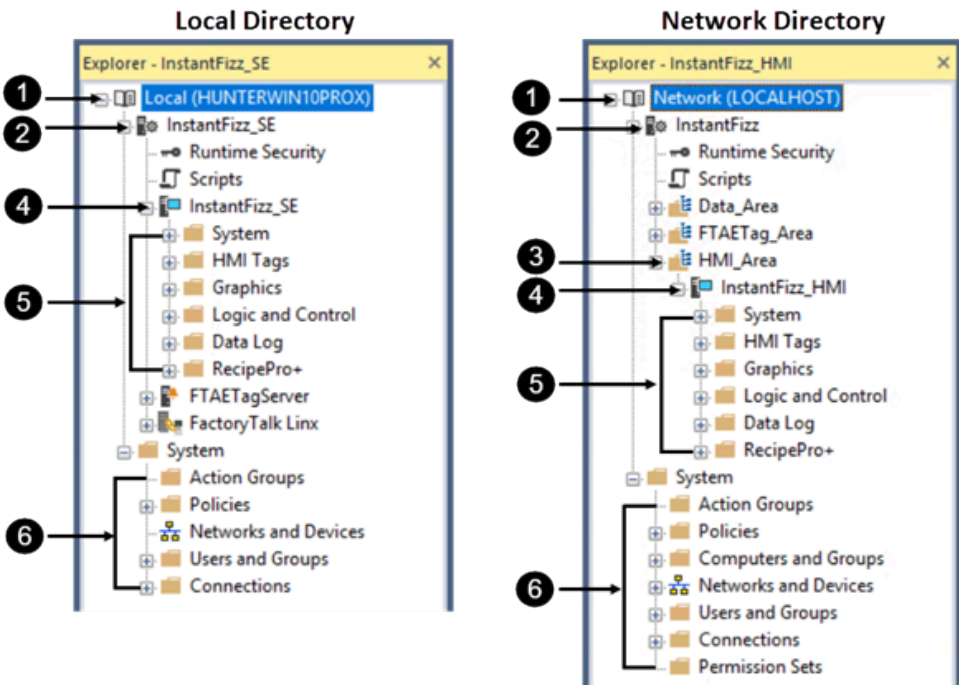 Local Directory
Explorer - InstantFizz_SE
1
Local (HUNTERWIN10PROX)
2
InstantFizz_SE
Runtime Security
Scripts
4
InstantFizz_SE
System
HMI Tags
5
Graphics
Logic and Control
Data Log
RecipePro+
FTAETagServer
FactoryTalk Linx
System
Action Groups
Policies
6
Networks and Devices
Users and Groups
Connections
Network Directory
Explorer - InstantFizz_HMI
1
Network (LOCALHOST)
2
InstantFizz
Runtime Security
Scripts
Data_Area
FTAETag_Area
3
HMI_Area
4
InstantFizz_HMI
System
HMI Tags
5
Graphics
Logic and Control
Data Log
RecipePro+
System
Action Groups
Policies
Computers and Groups
6
Networks and Devices
Users and Groups
Connections
Permission Sets